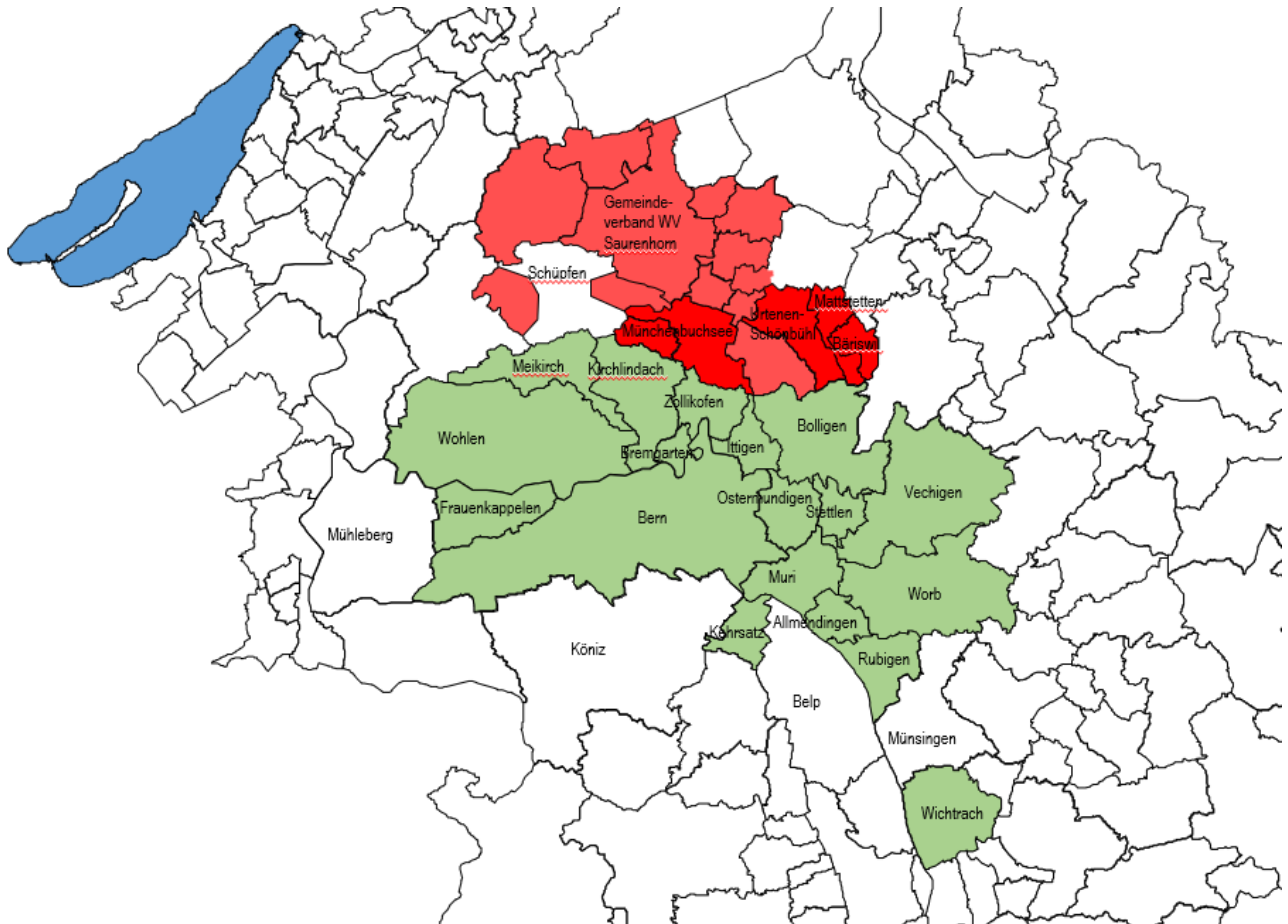 Gemeinde-
verband WV
Saurenhorn
Schüpfen
Mattstetten
Urtenen-
Schönbühl
Münchenbuchsee
Bäriswil
Meikirch
Kirchlindach
Zollikofen
Bolligen
Wohlen
Ittigen
Bremgarten
Vechigen
Ostermundigen
Stettlen
Frauenkappelen
Bern
Mühleberg
Muri
Worb
Allmendingen
Kehrsatz
Köniz
Rubigen
Belp
Münsingen
Wichtrach